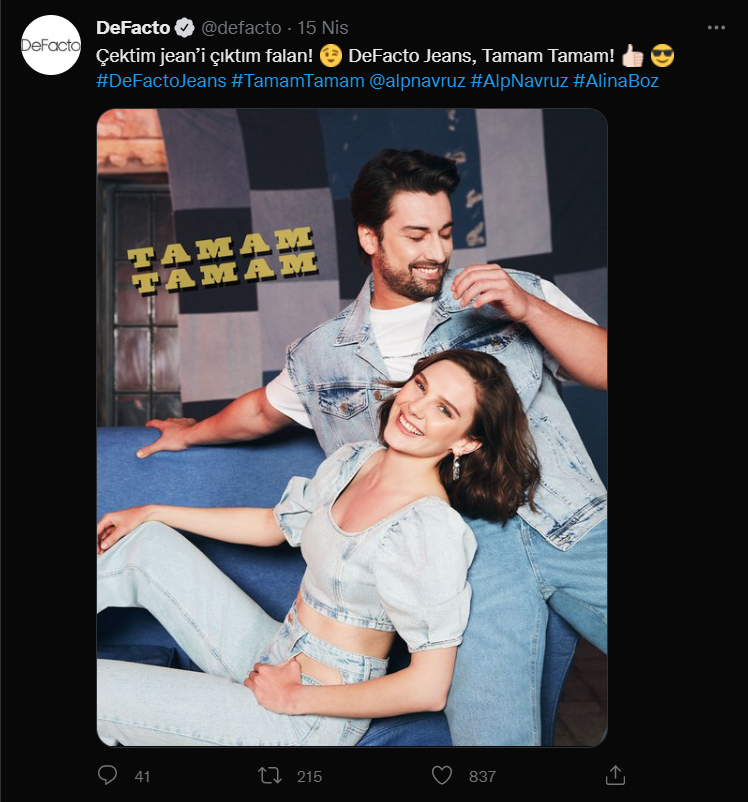 DeFacto
DeFacto @defacto · 15 Nis
Çektim jean’i çıktım falan! 😉 DeFacto Jeans, Tamam Tamam! 👍🏻 😎
#DeFactoJeans #TamamTamam @alpnavruz #AlpNavruz #AlinaBoz
TAMAM
TAMAM
41 215 837